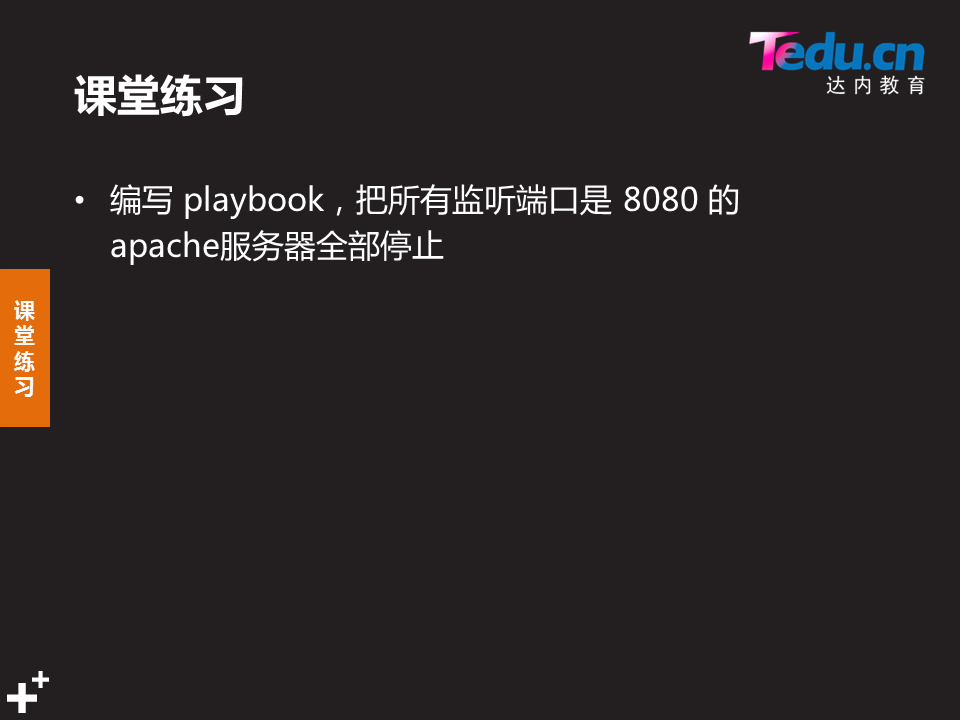 Tedu.cn
达内教育
课堂练习
• 编写 playbook，把所有监听端口是 8080 的
apache服务器全部停止
课
堂
练
习